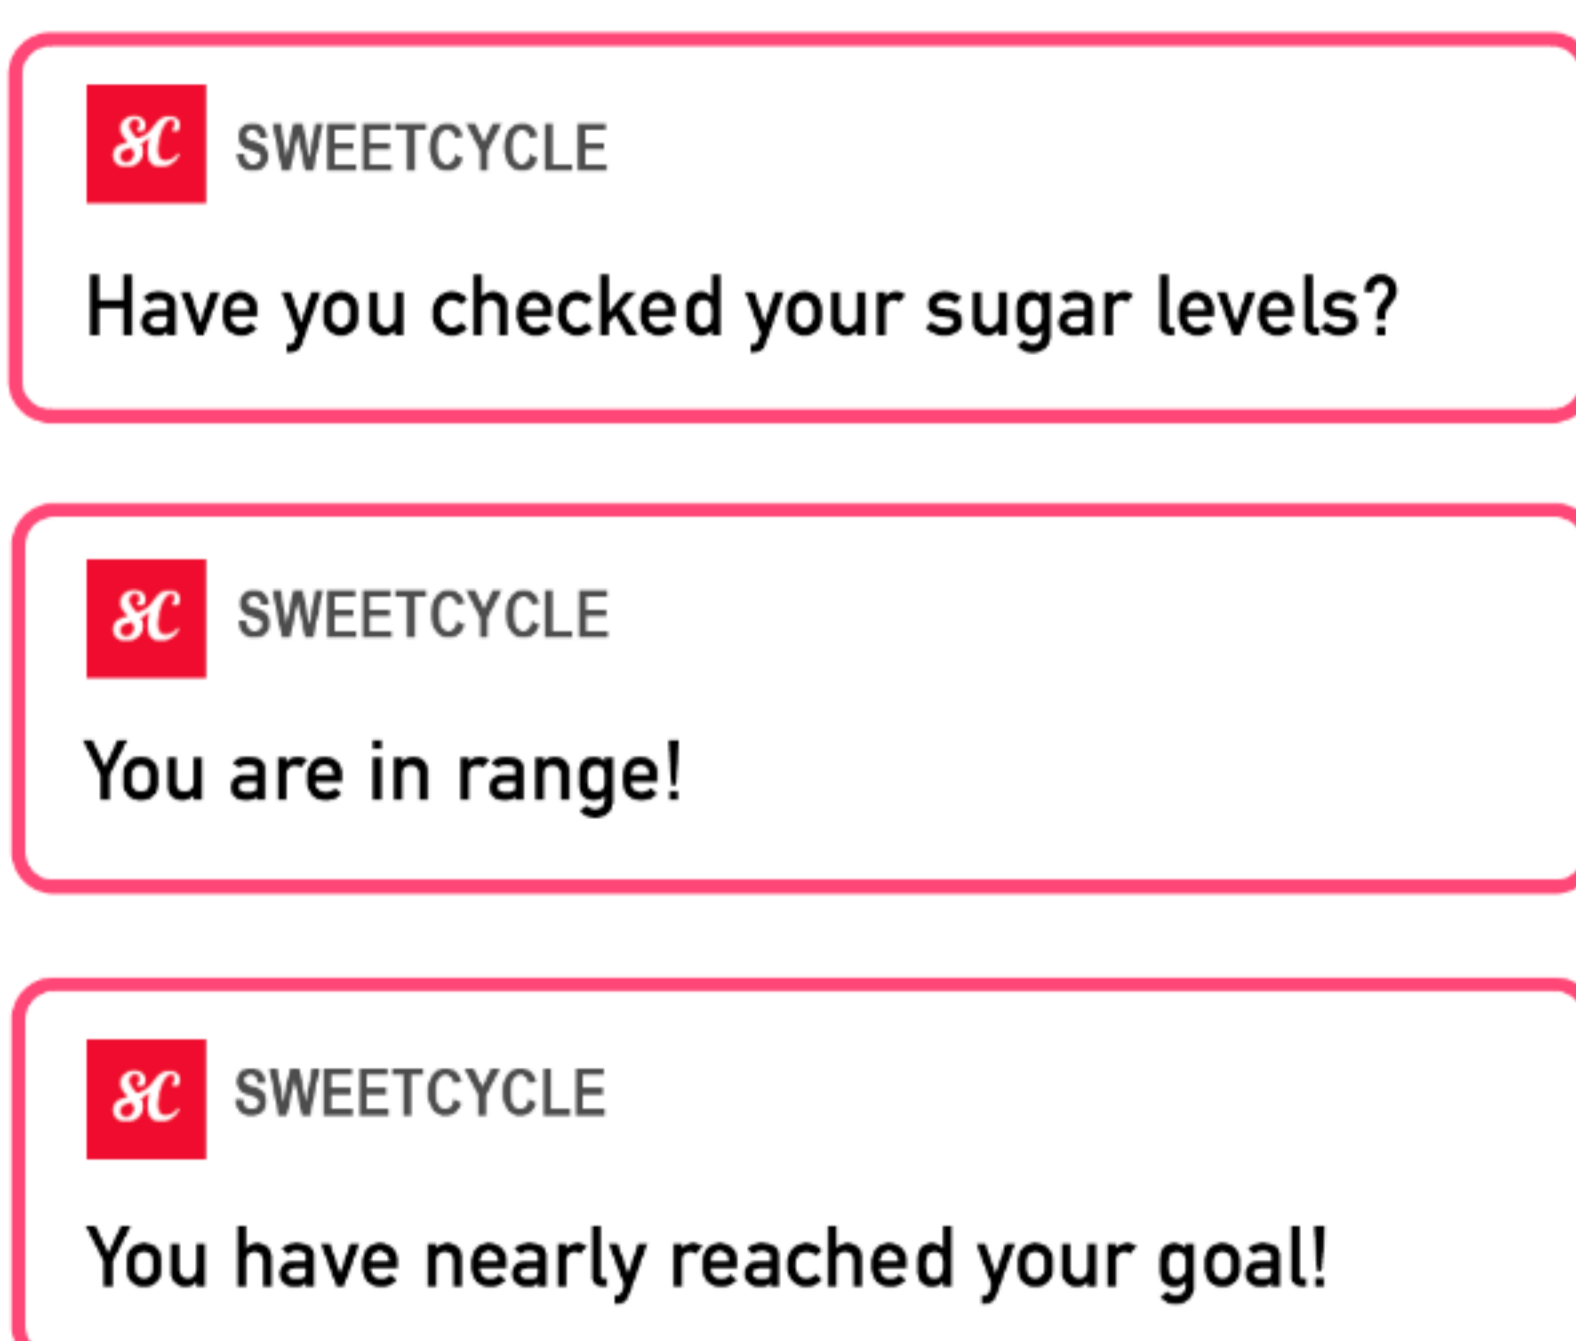 SC SWEETCYCLE
Have you checked your sugar levels?
SC SWEETCYCLE
You are in range!
SC SWEETCYCLE
You have nearly reached your goal!